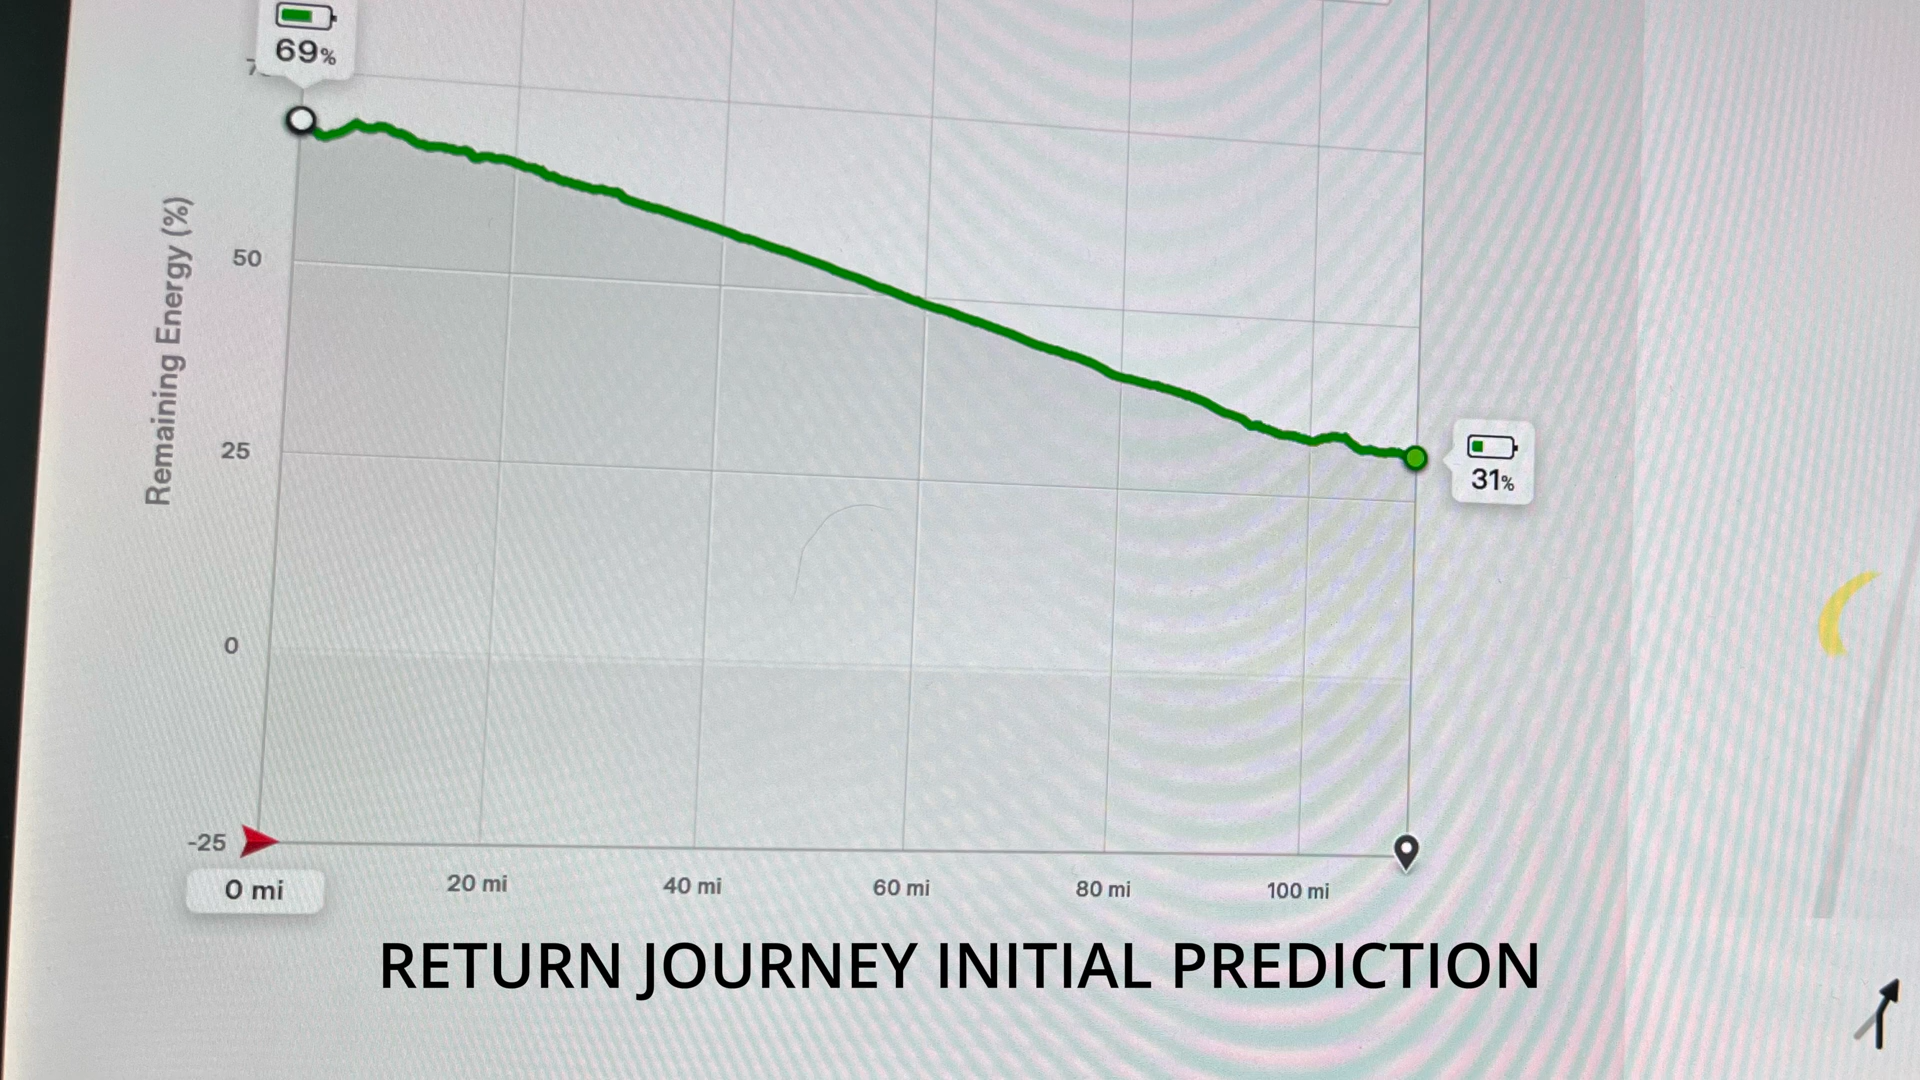 69%
Remaining Energy (%)
50
25
31%
0
-25
0 mi
20 mi
40 mi
60 mi
80 mi
100 mi
RETURN JOURNEY INITIAL PREDICTION